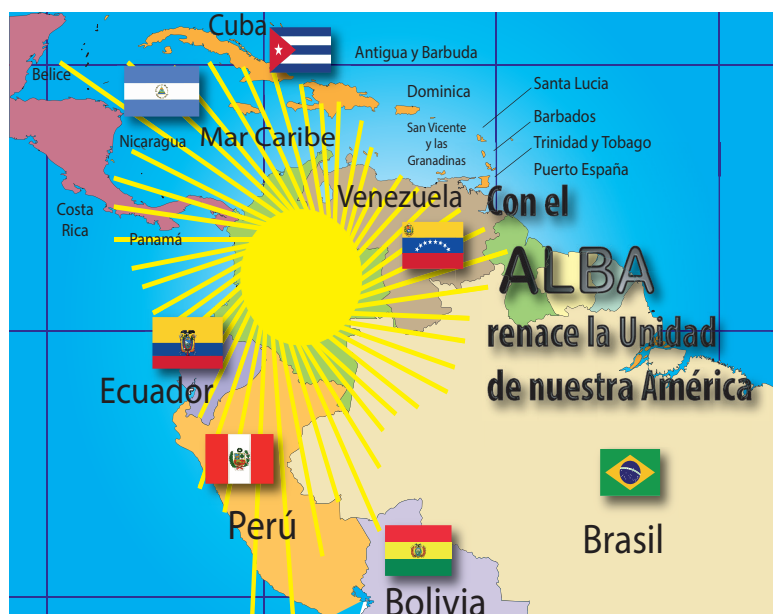 Cuba
Antigua y Barbuda
Belice
Dominica
Santa Lucia
Barbados
San Vicente
y las
Granadinas
Nicaragua
Mar Caribe
Trinidad y Tobago
Puerto España
Venezuela
Con el
ALBA
renace la Unidad
de nuestra América
Costa
Rica
Panamá
Ecuador
Perú
Brasil
Bolivia